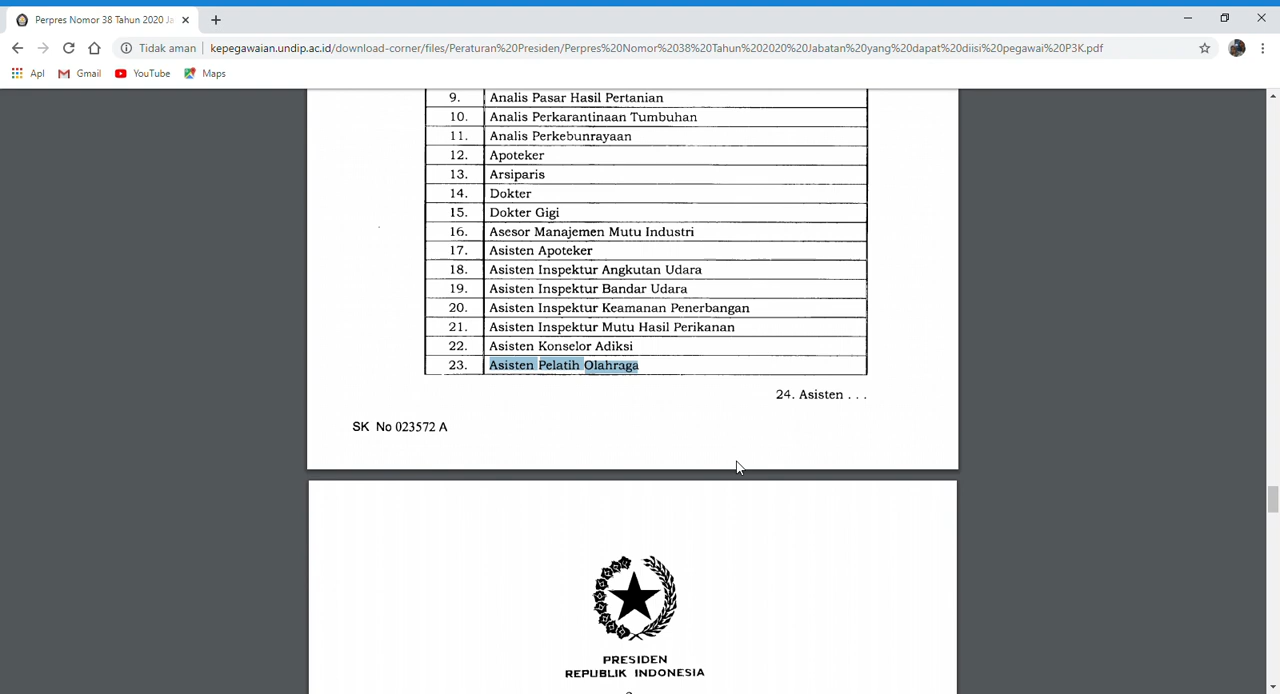 Perpres Nomor 38 Tahun 2020 Ja
Tidak aman
kepegawaian.undip.ac.id/download-corner/files/Peraturan%20Presiden/Perpres%20Nomor%2038%20Tahun%202020%20Jabatan%20yang%20dapat%20diisi%20pegawai%20P3K.pdf
Apl Gmail YouTube Maps
9. Analis Pasar Hasil Pertanian
10. Analis Perkarantinaan Tumbuhan
11. Analis Perkebunrayaan
12. Apoteker
13. Arsiparis
14. Dokter
15. Dokter Gigi
16. Asesor Manajemen Mutu Industri
17. Asisten Apoteker
18. Asisten Inspektur Angkutan Udara
19. Asisten Inspektur Bandar Udara
20. Asisten Inspektur Keamanan Penerbangan
21. Asisten Inspektur Mutu Hasil Perikanan
22. Asisten Konselor Adiksi
23. Asisten Pelatih Olahraga
24. Asisten . . .
SK No 023572 A
PRESIDEN
REPUBLIK INDONESIA